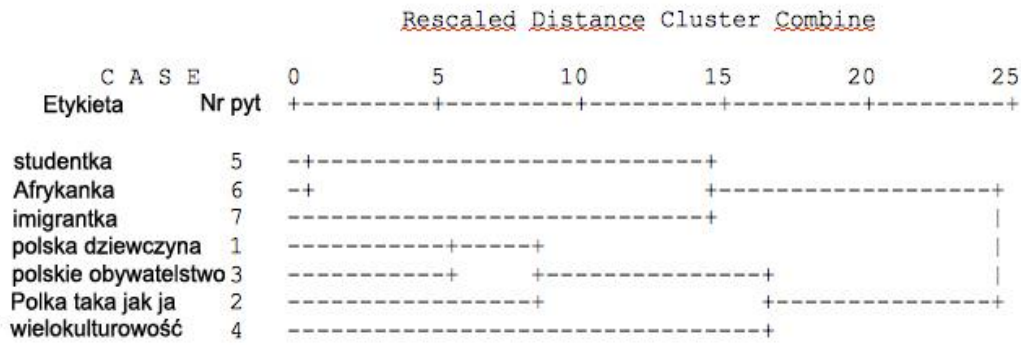 Rescaled Distance Cluster Combine
C A S E 0 5 10 15 20 25
Etykieta Nr pyt +---------+---------+---------+---------+---------+
studentka 5 -+---------------------------+
Afrykanka 6 -+ +-------------------+
imigrantka 7 -----------------------------+ |
polska dziewczyna 1 -----------+-----+ |
polskie obywatelstwo 3 -----------+ +---------------+ |
Polka taka jak ja 2 -----------------+ +---------------+
wielokulturowość 4 ---------------------------------+